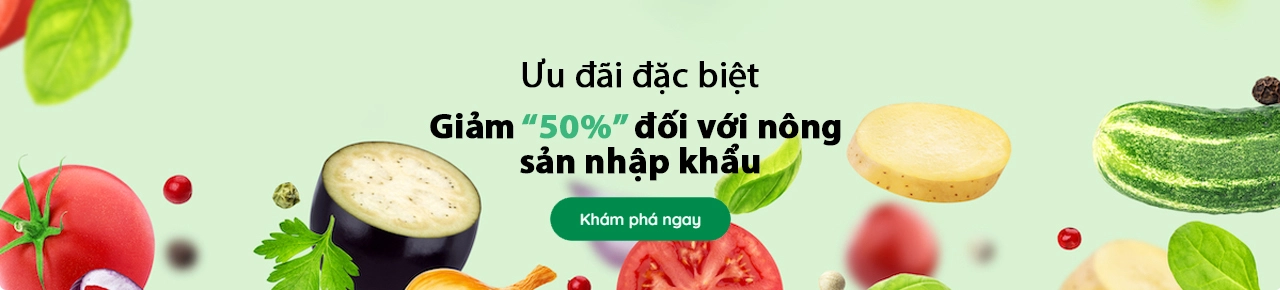 Ưu đãi đặc biệt
Giảm “50%” đối với nông
sản nhập khẩu
Khám phá ngay